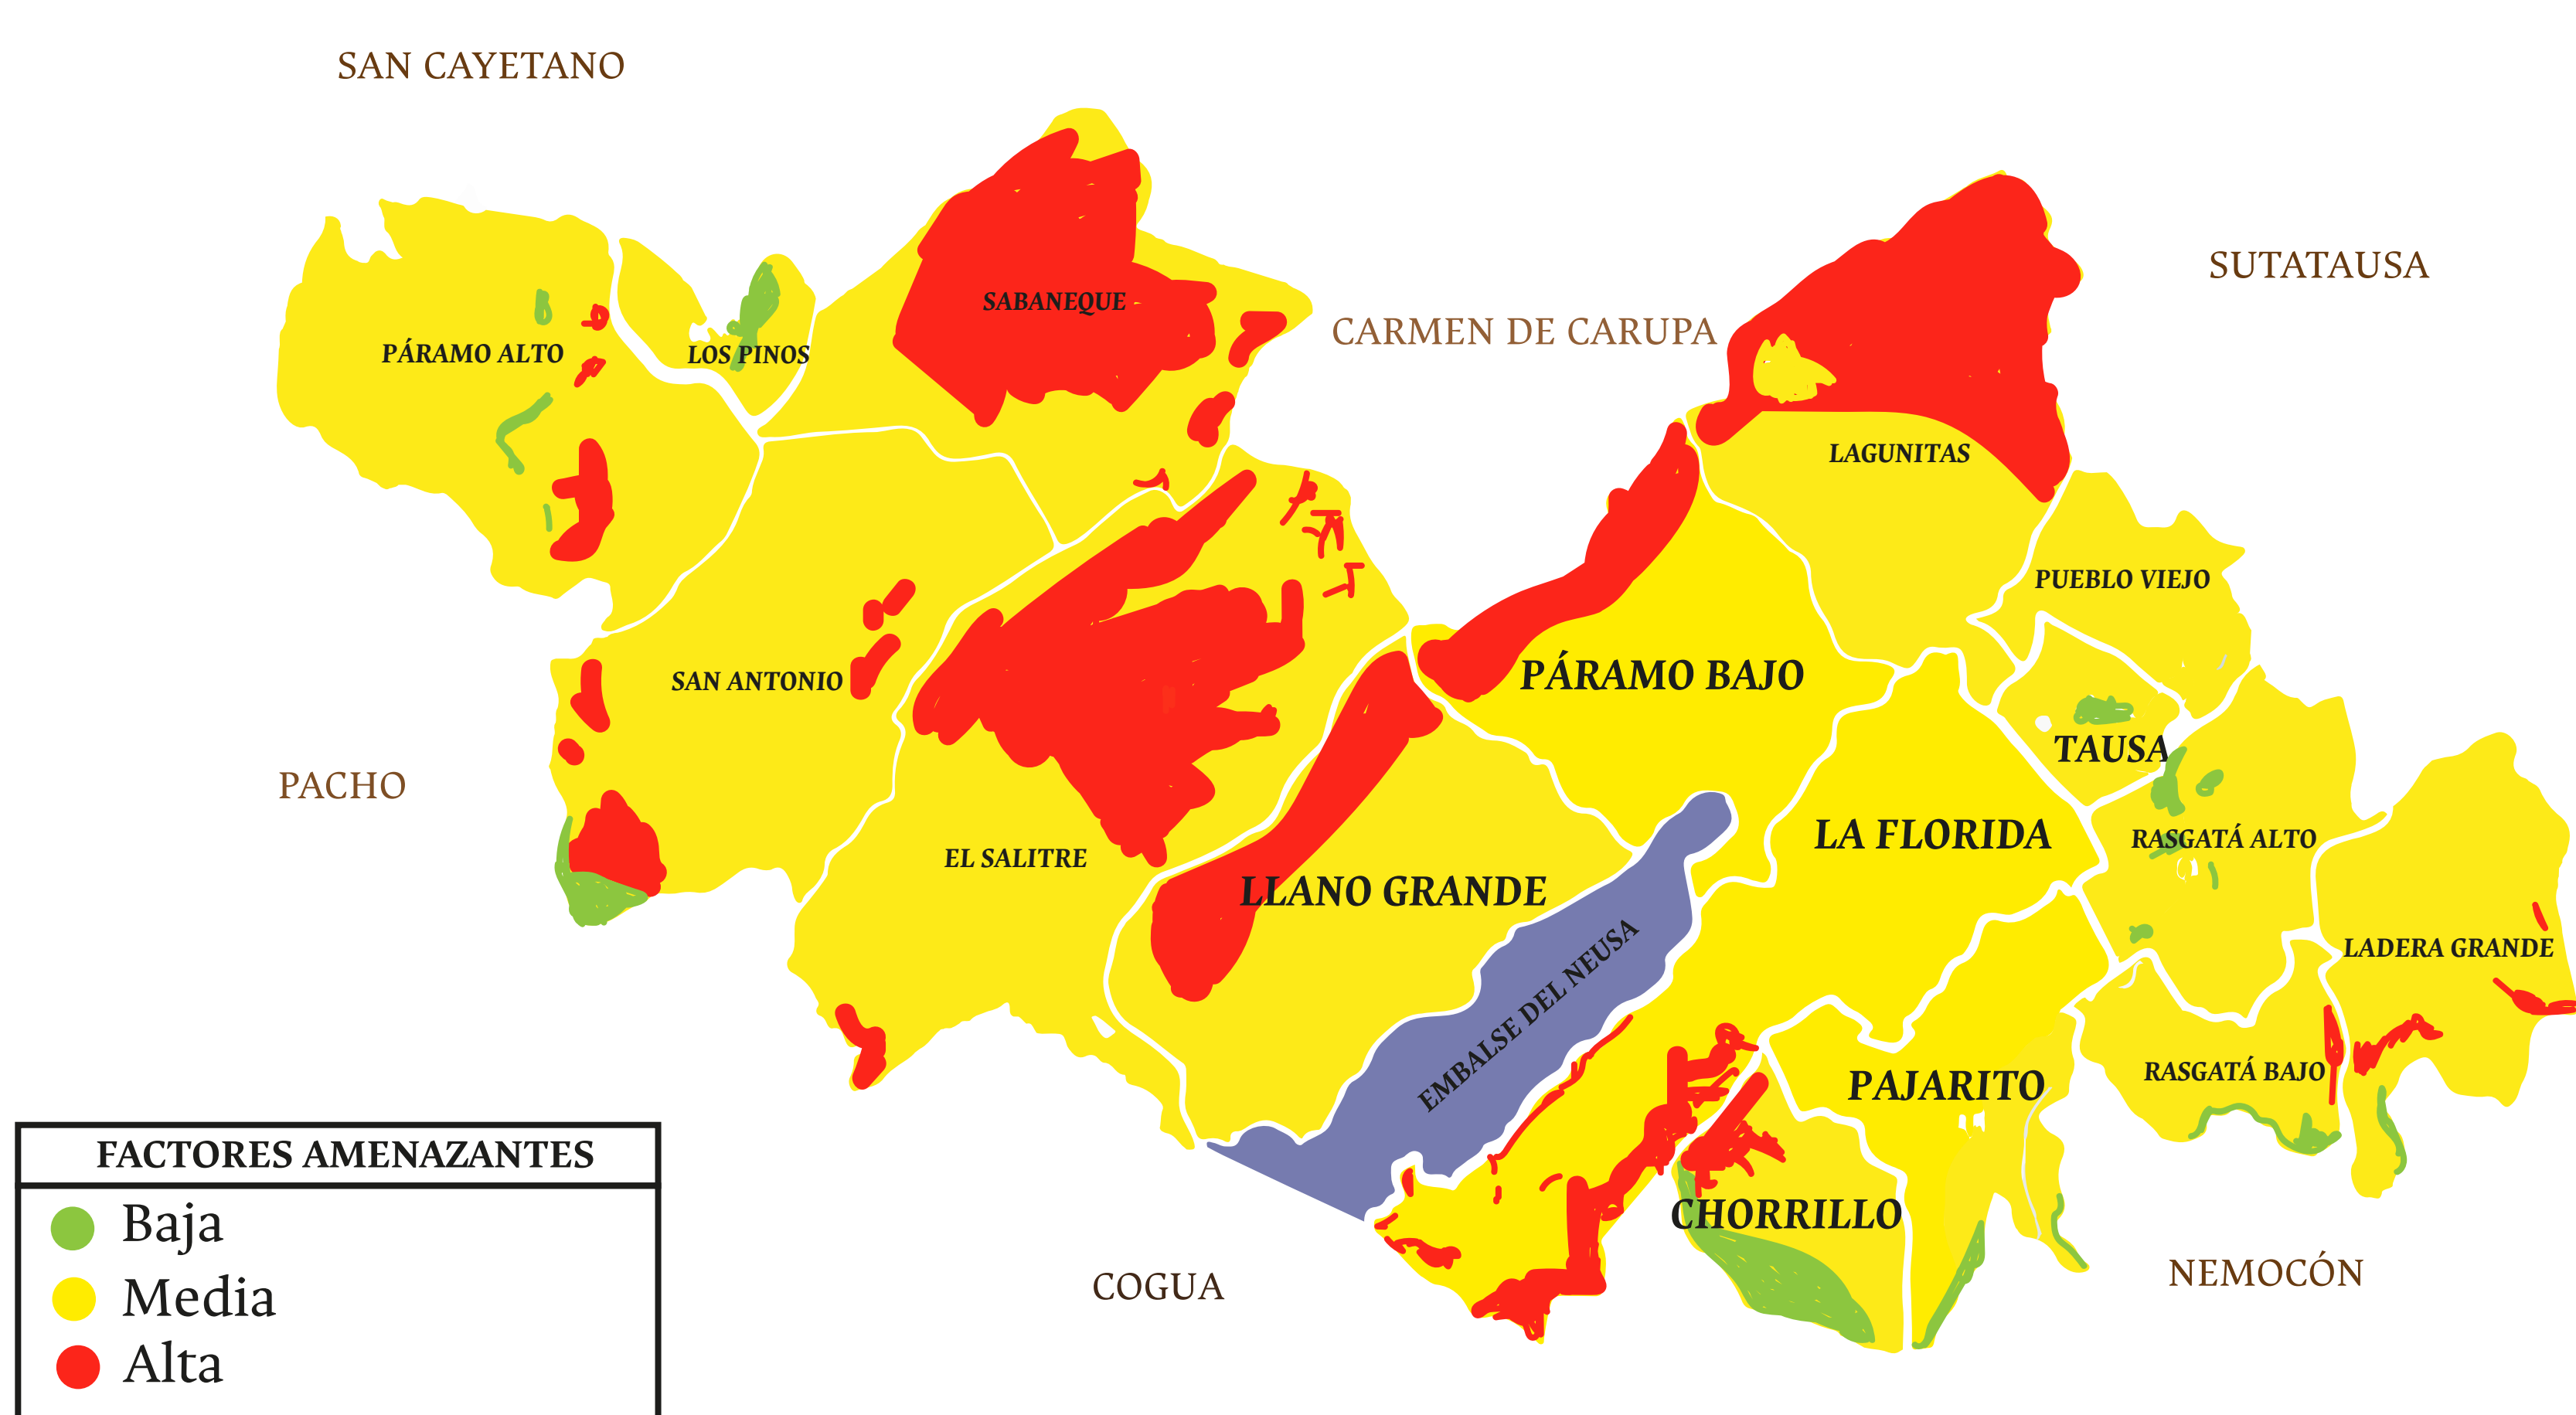 SAN CAYETANO
SUTATAUSA
SABANEQUE
CARMEN DE CARUPA
PÁRAMO ALTO
LOS PINOS
LAGUNITAS
PUEBLO VIEJO
SAN ANTONIO
PÁRAMO BAJO
TAUSA
PACHO
EL SALITRE
LA FLORIDA
RASGATÁ ALTO
LLANO GRANDE
LADERA GRANDE
EMBALSE DEL NEUSA
RASGATÁ BAJO
PAJARITO
CHORRILLO
COGUA
NEMOCÓN
FACTORES AMENAZANTES
Baja
Media
Alta